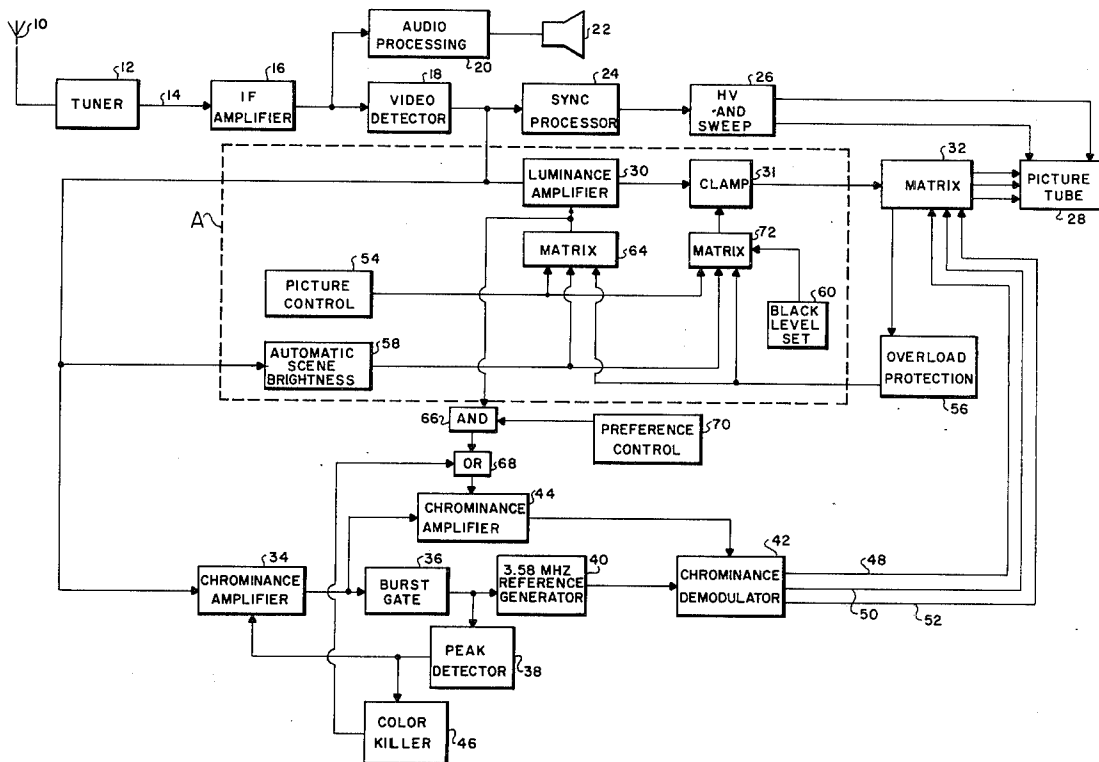 10
12
TUNER
14
16
IF
AMPLIFIER
AUDIO
PROCESSING
20
22
18
VIDEO
DETECTOR
24
SYNC
PROCESSOR
26
HV
AND
SWEEP
32
MATRIX
PICTURE
TUBE
28
A
LUMINANCE
AMPLIFIER
30
CLAMP
31
MATRIX
64
MATRIX
72
54
PICTURE
CONTROL
60
BLACK
LEVEL
SET
AUTOMATIC
SCENE
BRIGHTNESS
58
OVERLOAD
PROTECTION
56
66
AND
PREFERENCE
CONTROL
70
OR
68
CHROMINANCE
AMPLIFIER
44
34
CHROMINANCE
AMPLIFIER
36
BURST
GATE
3.58 MHZ
REFERENCE
GENERATOR
40
42
CHROMINANCE
DEMODULATOR
48
50
52
PEAK
DETECTOR
38
COLOR
KILLER
46